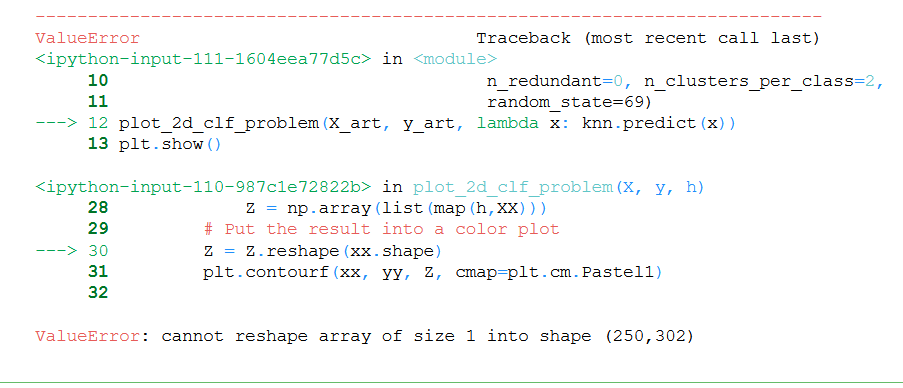 ---------------------------------------------------------------------------
ValueError                                Traceback (most recent call last)
<ipython-input-111-1604eea77d5c> in <module>
     10                                    n_redundant=0, n_clusters_per_class=2,
     11                                    random_state=69)
---> 12 plot_2d_clf_problem(X_art, y_art, lambda x: knn.predict(x))
     13 plt.show()
<ipython-input-110-987c1e72822b> in plot_2d_clf_problem(X, y, h)
     28             Z = np.array(list(map(h,XX)))
     29         # Put the result into a color plot
---> 30         Z = Z.reshape(xx.shape)
     31         plt.contourf(xx, yy, Z, cmap=plt.cm.Pastel1)
     32
ValueError: cannot reshape array of size 1 into shape (250,302)